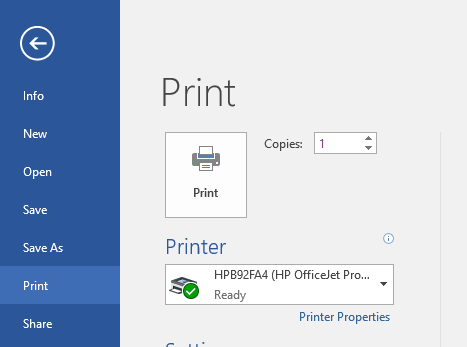 Info
New
Open
Save
Save As
Print
Share
Print
Print
Copies: 1
Printer
HPB92FA4 (HP OfficeJet Pro...
Ready
Printer Properties